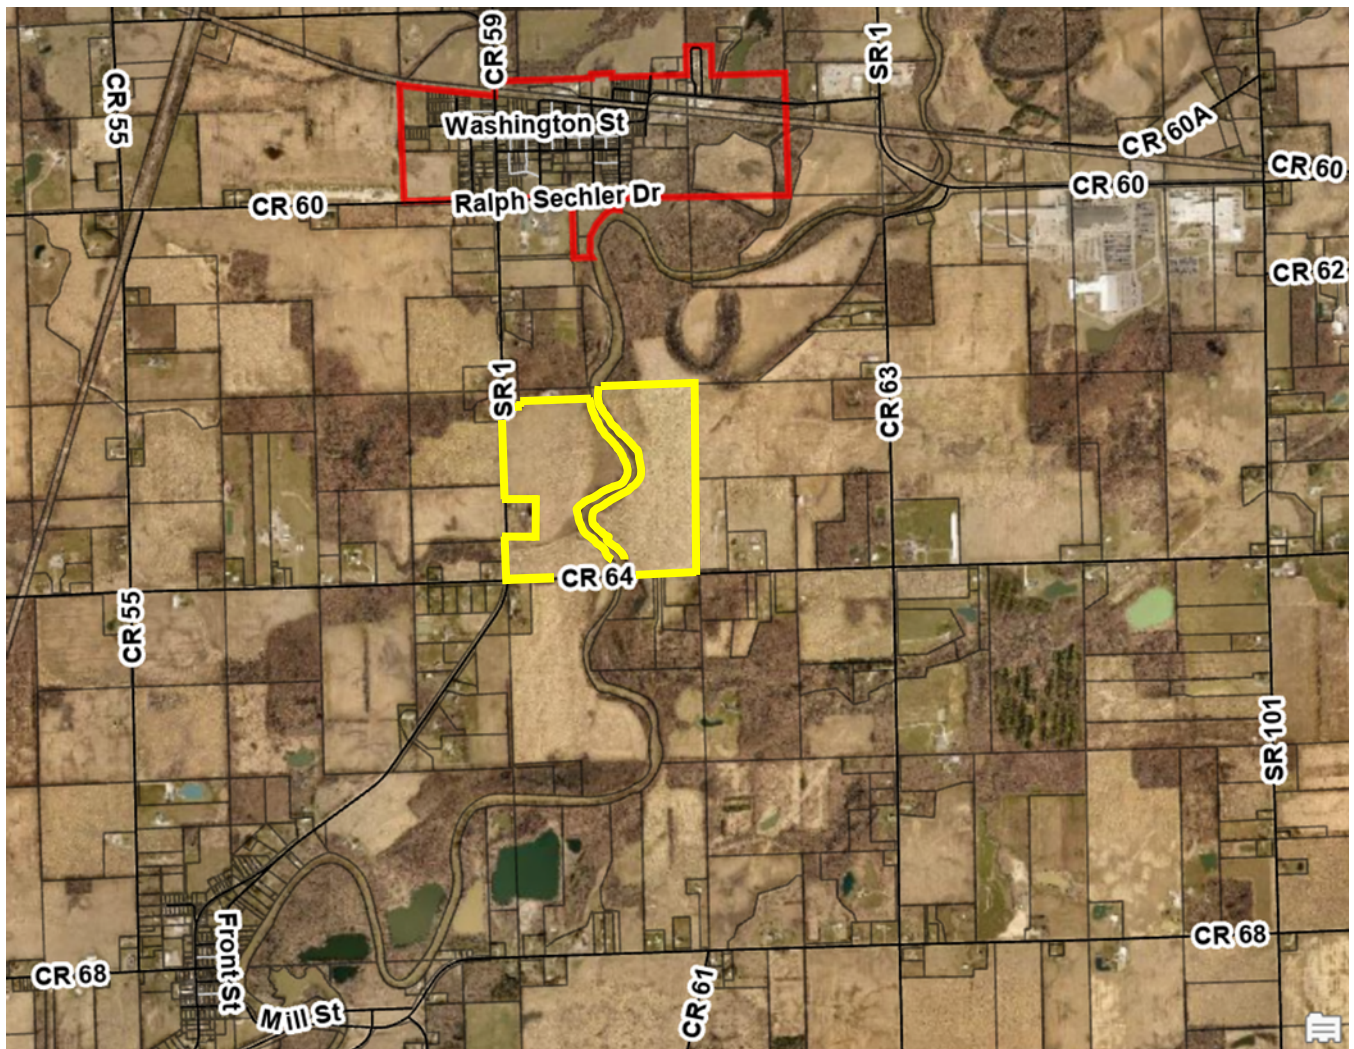 CR 59
SR 1
CR 55
Washington St
CR 60A
CR 60
CR 60
Ralph Sechler Dr
CR 60
CR 62
SR 1
CR 63
CR 64
CR 55
SR 101
Front St
CR 68
CR 68
CR 61
Mill St